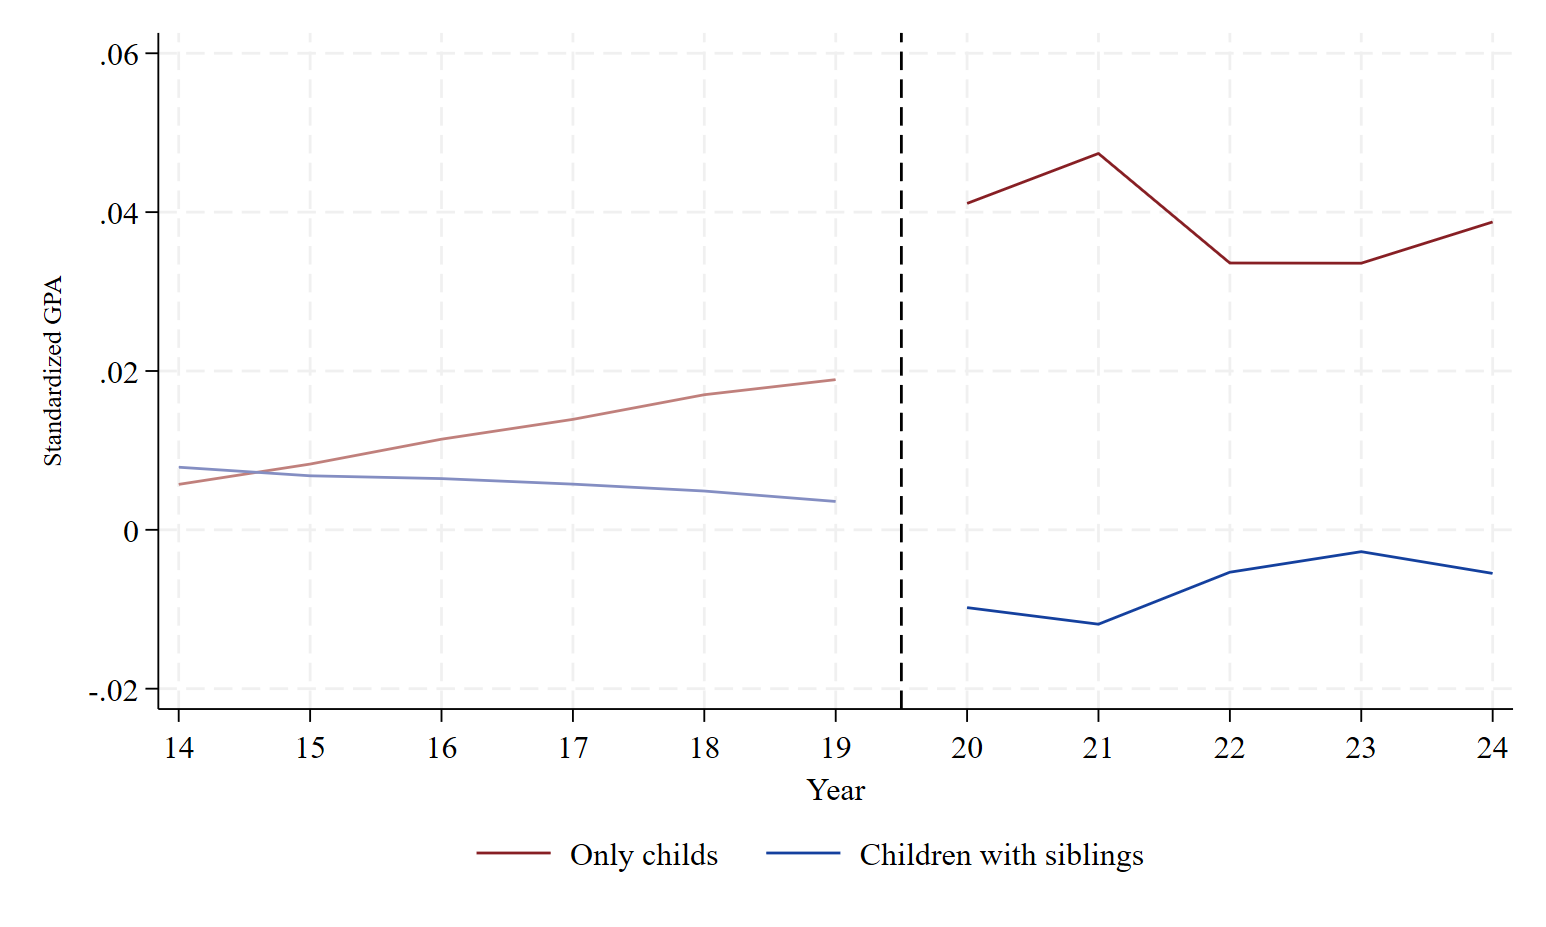 .06
.04
.02
0
-.02
Standardized GPA
14 15 16 17 18 19 20 21 22 23 24
Year
Only childs Children with siblings